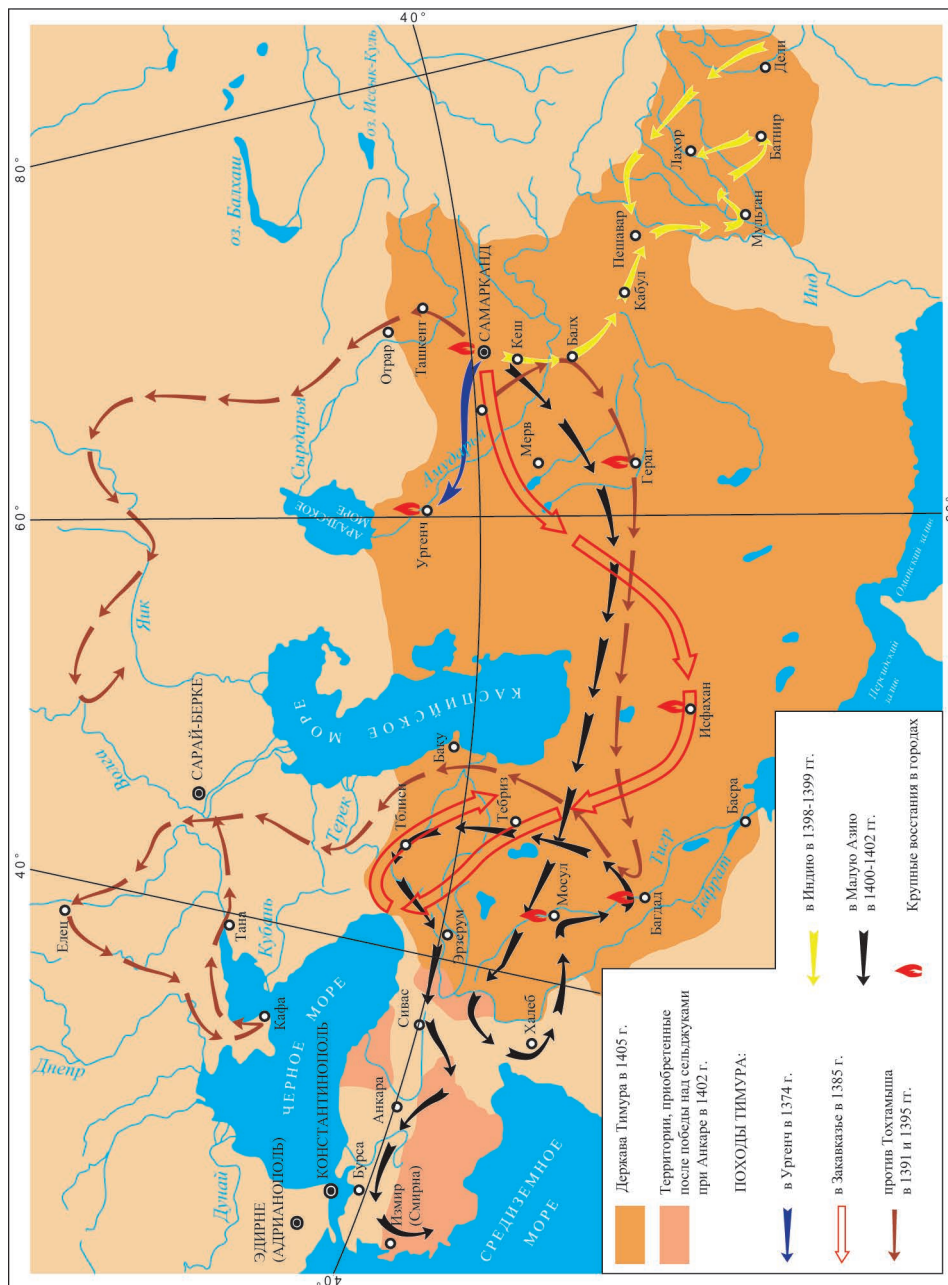 40°
80°
60°
40°
40°
оз. Балхаш
оз. Иссык-Куль
Сырдарья
АРАЛЬСКОЕ
МОРЕ
Амударья
Яик
Волга
САРАЙ-БЕРКЕ
КАСПИЙСКОЕ
МОРЕ
Терек
Кубань
Елец
Тана
Кафа
Днепр
ЧЕРНОЕ МОРЕ
Дунай
ЭДИРНЕ
(АДРИАНОПОЛЬ)
КОНСТАНТИНОПОЛЬ
Бурса
Измир
(Смирна)
Анкара
Сивас
СРЕДИЗЕМНОЕ
МОРЕ
Халеб
Эрзерум
Тблиси
Баку
Тебриз
Мосул
Багдад
Тигр
Евфрат
Басра
Исфахан
Ургенч
Отрар
Ташкент
САМАРКАНД
Кеш
Балх
Мерв
Герат
Кабул
Пешавар
Лахор
Мультан
Батнир
Дели
Инд
Персидский
залив
Оманский залив
Держава Тимура в 1405 г.
Территории, приобретенные
после победы над сельджуками
при Анкаре в 1402 г.
ПОХОДЫ ТИМУРА:
в Ургенч в 1374 г.
в Закавказье в 1385 г.
против Тохтамыша
в 1391 и 1395 гг.
в Индию в 1398-1399 гг.
в Малую Азию
в 1400-1402 гг.
Крупные восстания в городах